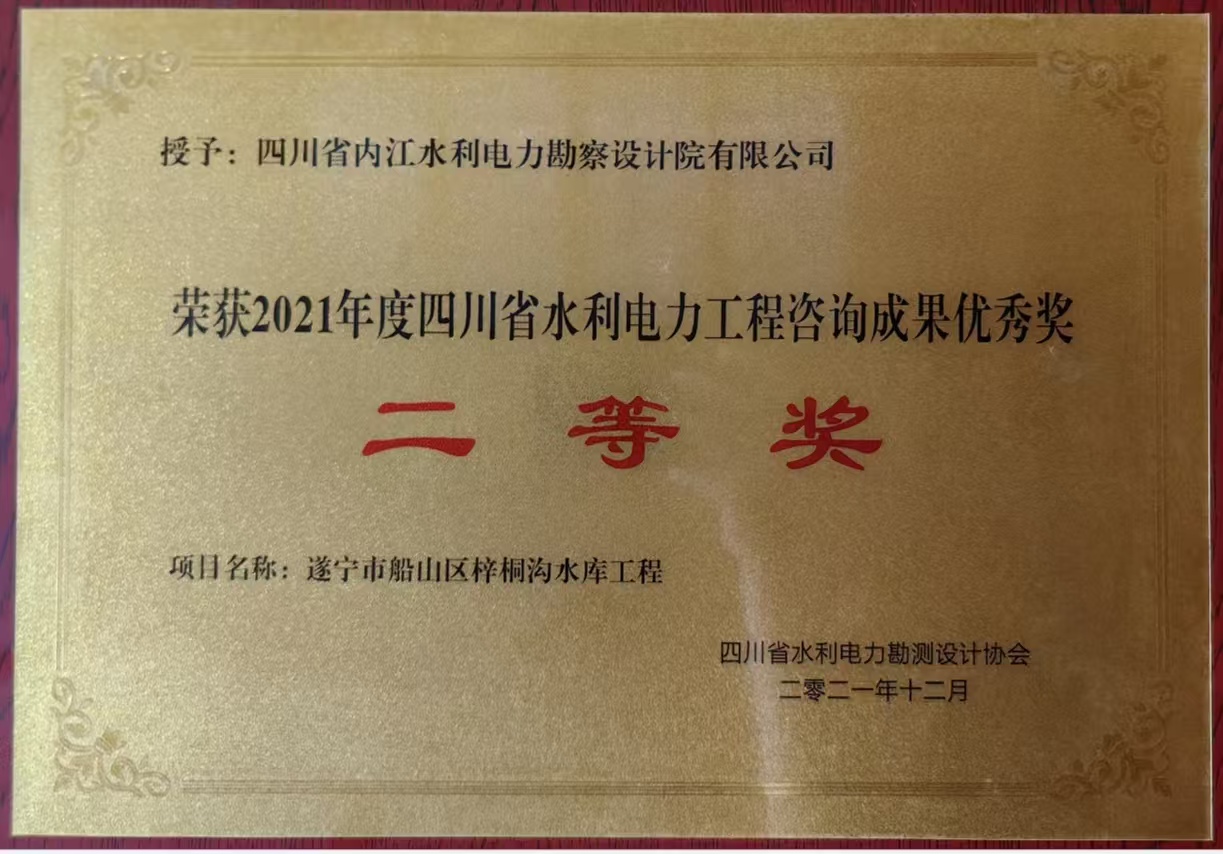 授予：四川省内江水利电力勘察设计院有限公司
荣获2021年度四川省水利电力工程咨询成果优秀奖
二等奖
项目名称：遂宁市船山区梓桐沟水库工程
四川省水利电力勘测设计协会
二零二一年十二月